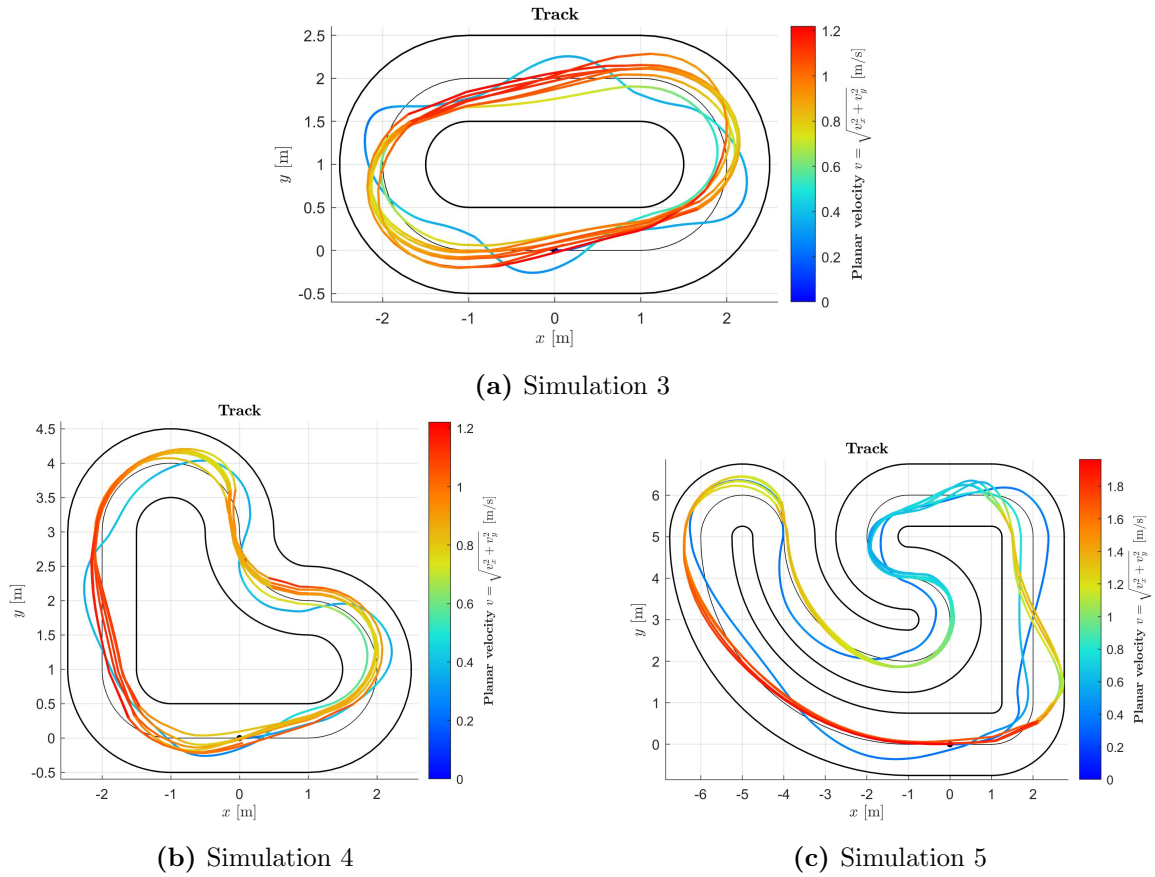 Track
2.5
2
1.5
1
0.5
0
-0.5
-2 -1 0 1 2
x [m]
y [m]
1.2
1
0.8
0.6
0.4
0.2
0
Planar velocity v = √v_x^2 + v_y^2 [m/s]
(a) Simulation 3
Track
4.5
4
3.5
3
2.5
2
1.5
1
0.5
0
-0.5
-2 -1 0 1 2
x [m]
y [m]
1.2
1
0.8
0.6
0.4
0.2
0
Planar velocity v = √v_x^2 + v_y^2 [m/s]
(b) Simulation 4
Track
6
5
4
3
2
1
0
-6 -5 -4 -3 -2 -1 0 1 2
x [m]
y [m]
1.8
1.6
1.4
1.2
1
0.8
0.6
0.4
0.2
0
Planar velocity v = √v_x^2 + v_y^2 [m/s]
(c) Simulation 5